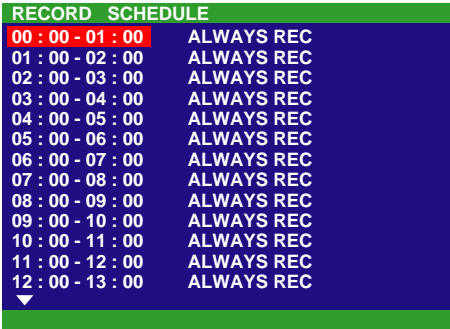 RECORD SCHEDULE
00 : 00 - 01 : 00 ALWAYS REC
01 : 00 - 02 : 00 ALWAYS REC
02 : 00 - 03 : 00 ALWAYS REC
03 : 00 - 04 : 00 ALWAYS REC
04 : 00 - 05 : 00 ALWAYS REC
05 : 00 - 06 : 00 ALWAYS REC
06 : 00 - 07 : 00 ALWAYS REC
07 : 00 - 08 : 00 ALWAYS REC
08 : 00 - 09 : 00 ALWAYS REC
09 : 00 - 10 : 00 ALWAYS REC
10 : 00 - 11 : 00 ALWAYS REC
11 : 00 - 12 : 00 ALWAYS REC
12 : 00 - 13 : 00 ALWAYS REC